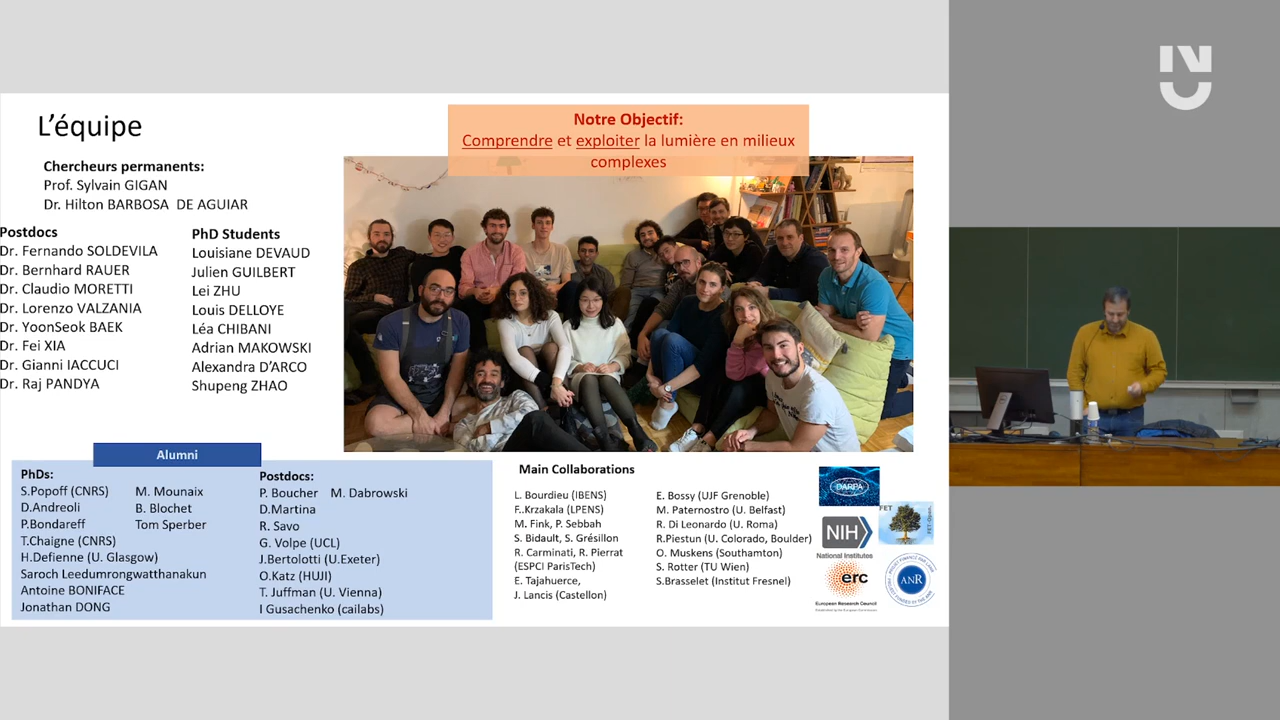 L'équipe
Notre Objectif:
Comprendre et exploiter la lumière en milieux
complexes
Chercheurs permanents:
Prof. Sylvain GIGAN
Dr. Hilton BARBOSA DE AGUIAR
Postdocs
Dr. Fernando SOLDEVILA
Dr. Bernhard RAUER
Dr. Claudio MORETTI
Dr. Lorenzo VALZANIA
Dr. YoonSeok BAEK
Dr. Fei XIA
Dr. Gianni IACCUCI
Dr. Raj PANDYA
PhD Students
Louisiane DEVAUD
Julien GUILBERT
Lei ZHU
Louis DELLOYE
Léa CHIBANI
Adrian MAKOWSKI
Alexandra D'ARCO
Shupeng ZHAO
Alumni
PhDs:
S.Popoff (CNRS)
D.Andreoli
P.Bondareff
T.Chaigne (CNRS)
H.Defienne (U. Glasgow)
Saroch Leedumrongwatthanakun
Antoine BONIFACE
Jonathan DONG
M. Mounaix
B. Blochet
Tom Sperber
Postdocs:
P. Boucher M. Dabrowski
D.Martina
R. Savo
G. Volpe (UCL)
J.Bertolotti (U.Exeter)
O.Katz (HUJI)
T. Juffman (U. Vienna)
I Gusachenko (cailabs)
Main Collaborations
L. Bourdieu (IBENS)
F..Krzakala (LPENS)
M. Fink, P. Sebbah
S. Bidault, S. Grésillon
R. Carminati, R. Pierrat
(ESPCI ParisTech)
E. Tajahuerce,
J. Lancis (Castellon)
E. Bossy (UJF Grenoble)
M. Paternostro (U. Belfast)
R. Di Leonardo (U. Roma)
R.Piestun (U. Colorado, Boulder)
O. Muskens (Southamton)
S. Rotter (TU Wien)
S.Brasselet (Institut Fresnel)
DARPA
FET
FET-Open
NIH
National Institutes
erc
European Research Council
ANR